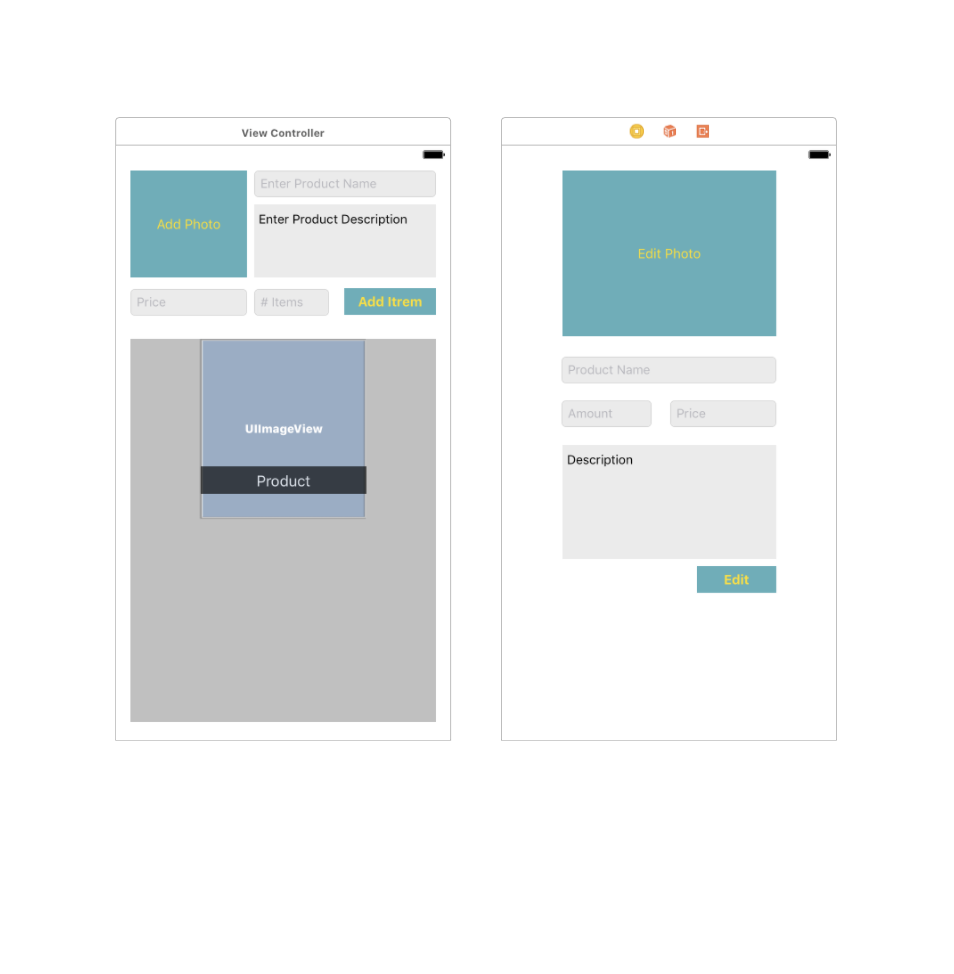 View Controller
Add Photo
Enter Product Name
Enter Product Description
Price
# Items
Add Itrem
UIImageView
Product
Edit Photo
Product Name
Amount
Price
Description
Edit